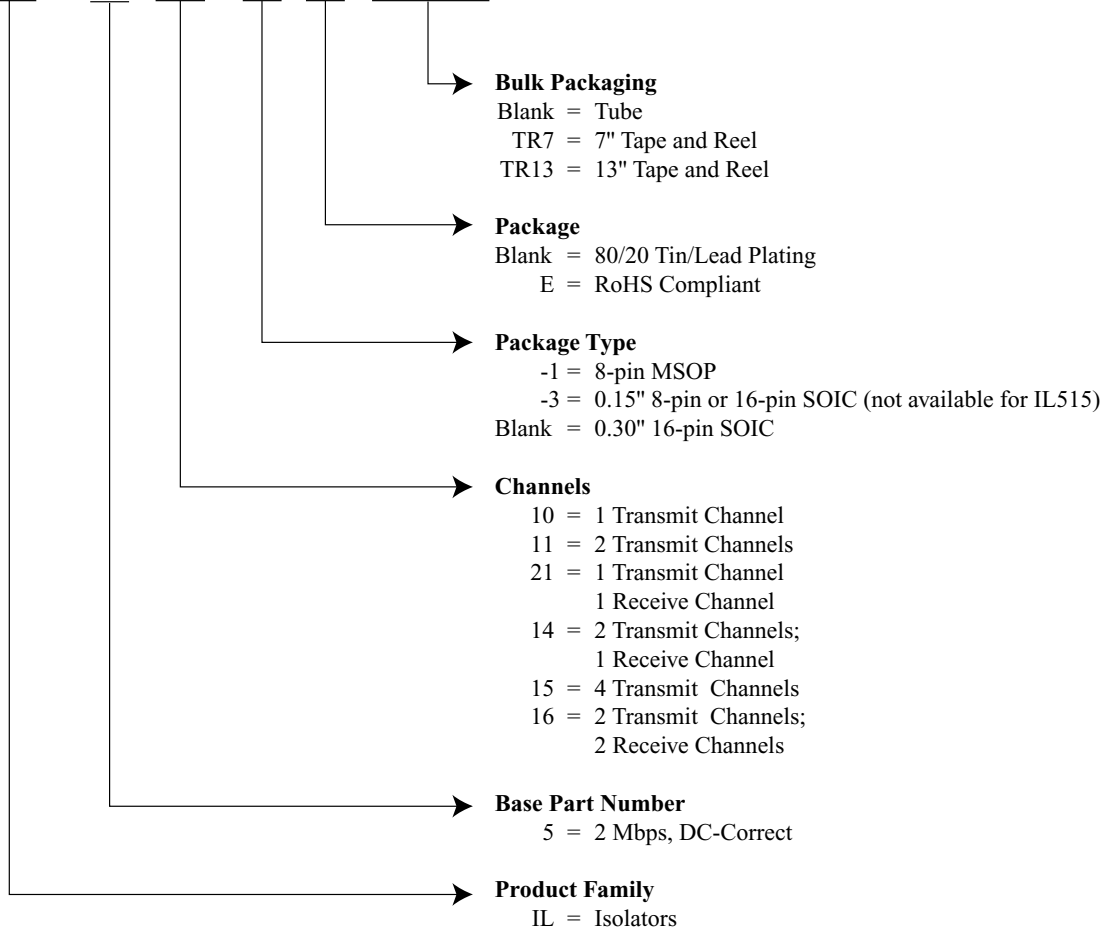 Bulk Packaging
Blank = Tube
TR7 = 7" Tape and Reel
TR13 = 13" Tape and Reel
Package
Blank = 80/20 Tin/Lead Plating
E = RoHS Compliant
Package Type
-1 = 8-pin MSOP
-3 = 0.15" 8-pin or 16-pin SOIC (not available for IL515)
Blank = 0.30" 16-pin SOIC
Channels
10 = 1 Transmit Channel
11 = 2 Transmit Channels
21 = 1 Transmit Channel
1 Receive Channel
14 = 2 Transmit Channels;
1 Receive Channel
15 = 4 Transmit Channels
16 = 2 Transmit Channels;
2 Receive Channels
Base Part Number
5 = 2 Mbps, DC-Correct
Product Family
IL = Isolators